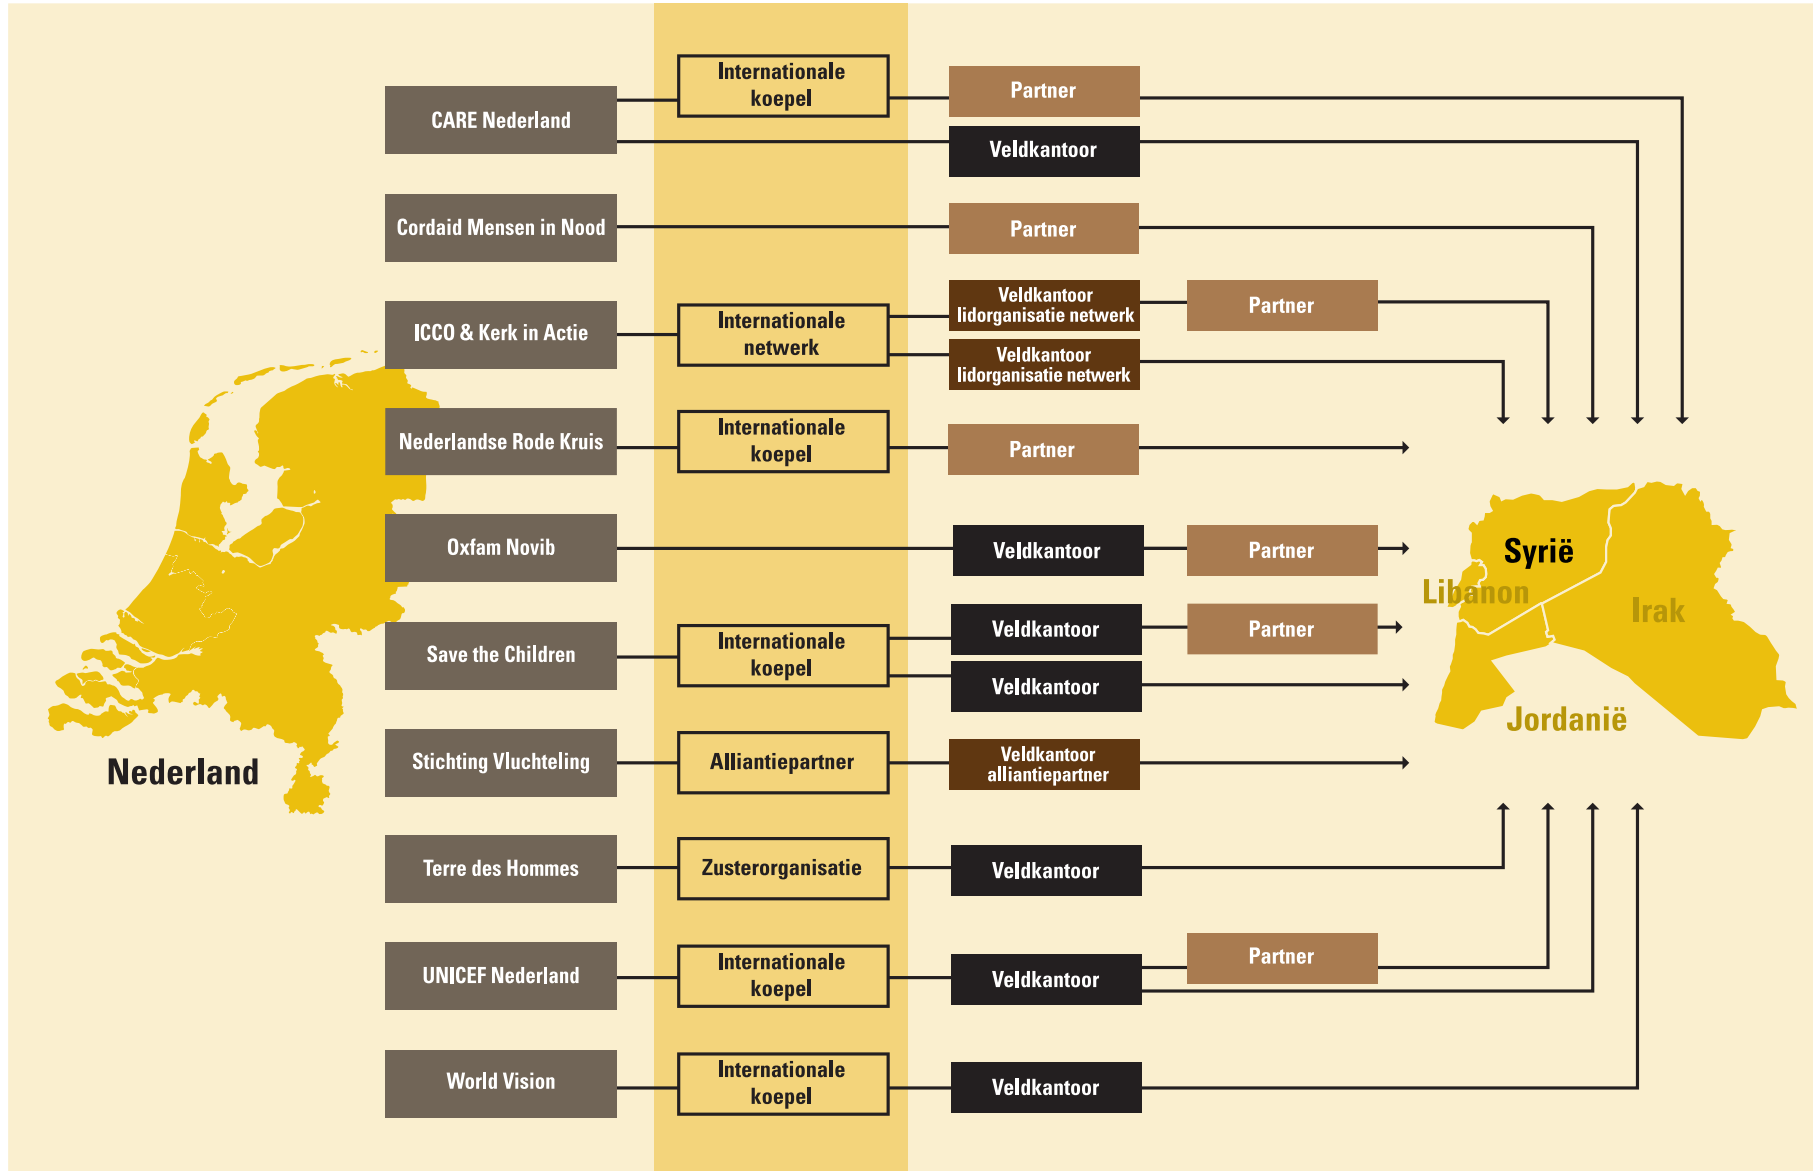 Internationale
koepel
Partner
CARE Nederland
Veldkantoor
Cordaid Mensen in Nood
Partner
Veldkantoor
lidorganisatie netwerk
Partner
ICCO & Kerk in Actie
Internationale
netwerk
Veldkantoor
lidorganisatie netwerk
Nederlandse Rode Kruis
Internationale
koepel
Partner
Oxfam Novib
Veldkantoor
Partner
Syrië
Libanon
Irak
Save the Children
Internationale
koepel
Veldkantoor
Partner
Veldkantoor
Jordanië
Nederland
Stichting Vluchteling
Alliantiepartner
Veldkantoor
alliantiepartner
Terre des Hommes
Zusterorganisatie
Veldkantoor
UNICEF Nederland
Internationale
koepel
Veldkantoor
Partner
World Vision
Internationale
koepel
Veldkantoor